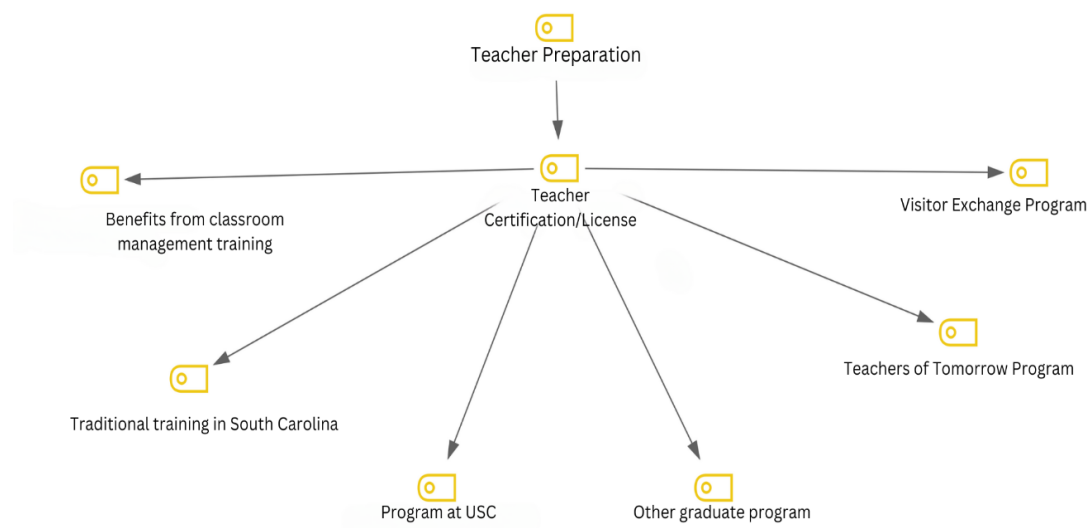 Teacher Preparation
Teacher
Certification/License
Benefits from classroom
management training
Visitor Exchange Program
Traditional training in South Carolina
Teachers of Tomorrow Program
Program at USC
Other graduate program